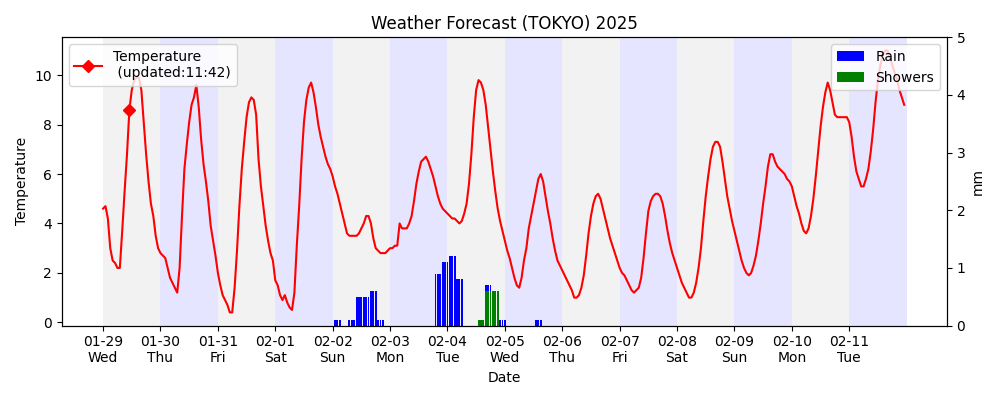 Weather Forecast (TOKYO) 2025
Temperature
(updated:11:42)
Rain
Showers
Temperature
10
8
6
4
2
0
5
4
3
2
1
0
mm
01-29 01-30 01-31 02-01 02-02 02-03 02-04 02-05 02-06 02-07 02-08 02-09 02-10 02-11
Wed Thu Fri Sat Sun Mon Tue Wed Thu Fri Sat Sun Mon Tue
Date